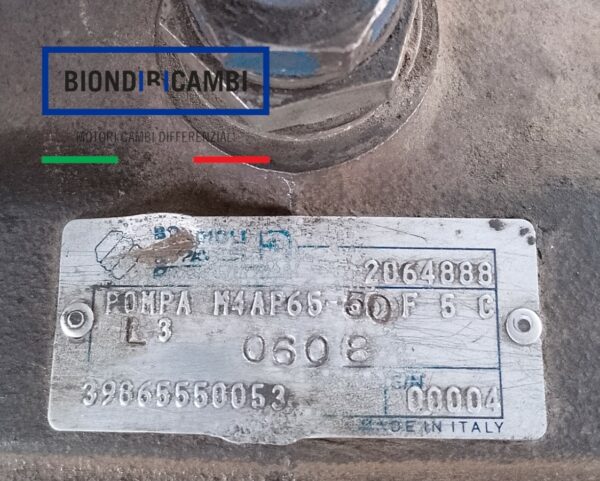 BIONDIRICAMBI
MOTORI CAMBI DIFFERENZIALI
2064888
POMPA M4AP65-50 F 5 C
L 3
0608
S/N
39865550053 00004
MADE IN ITALY